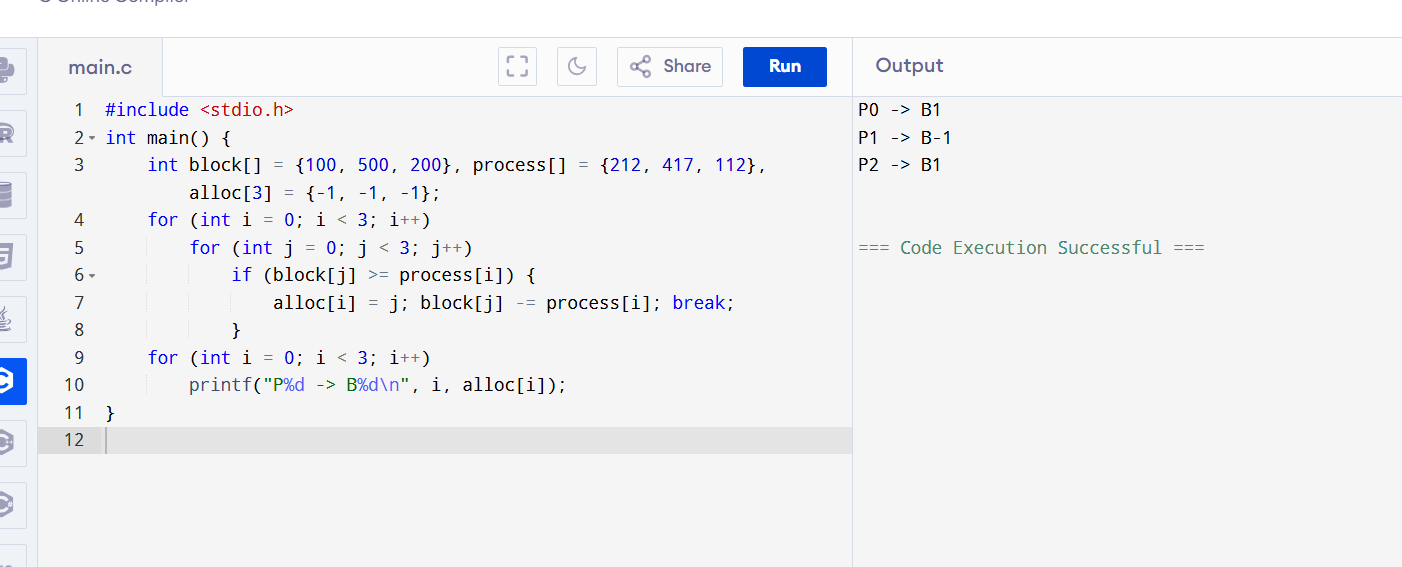 main.c
Share
Run
Output
1 #include <stdio.h>
2 int main() {
3     int block[] = {100, 500, 200}, process[] = {212, 417, 112},
        alloc[3] = {-1, -1, -1};
4     for (int i = 0; i < 3; i++)
5         for (int j = 0; j < 3; j++)
6             if (block[j] >= process[i]) {
7                 alloc[i] = j; block[j] -= process[i]; break;
8             }
9     for (int i = 0; i < 3; i++)
10         printf("P%d -> B%d\n", i, alloc[i]);
11 }
12
P0 -> B1
P1 -> B-1
P2 -> B1
=== Code Execution Successful ===